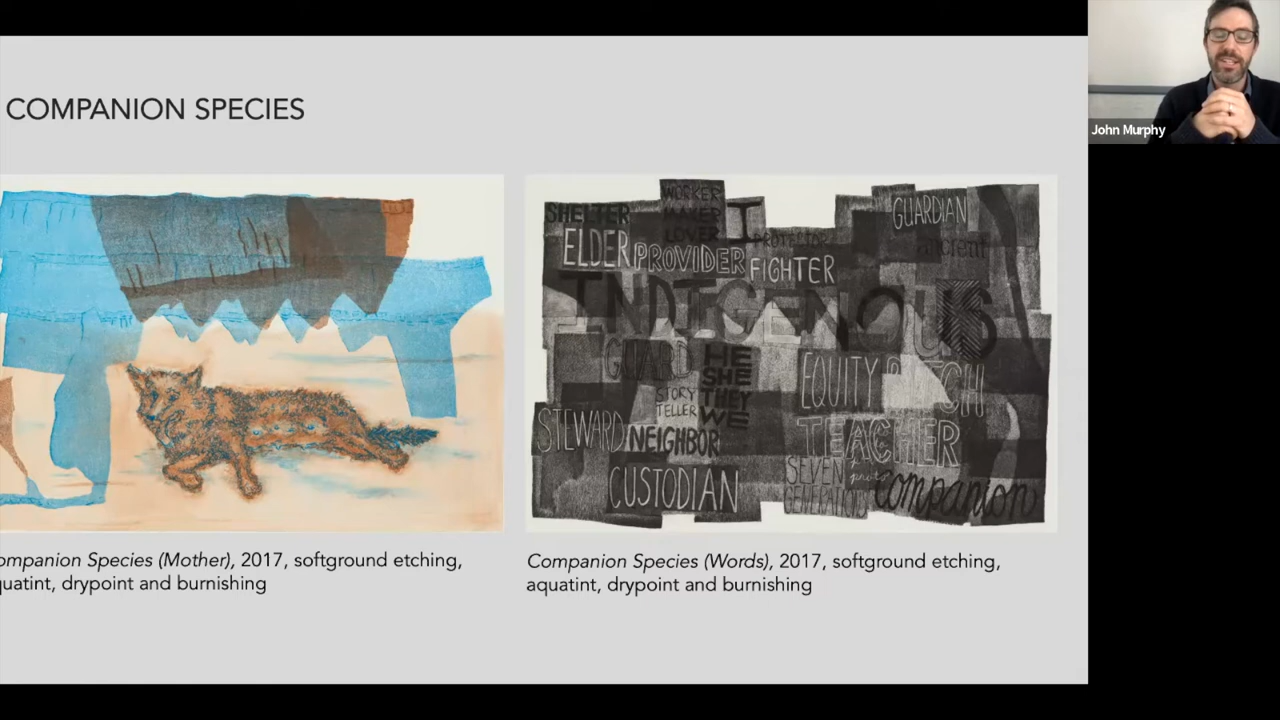 COMPANION SPECIES
John Murphy
WORKER
SHELTER MAKER I GUARDIAN
LOVER PROTECTOR
ELDER PROVIDER FIGHTER ancient
INDIGENOUS
GUARD HE
SHE EQUITY
STORY THEY
TELLER WE
STEWARD NEIGHBOR TEACHER
SEVEN
CUSTODIAN GENERATIONS companion
ompanion Species (Mother), 2017, softground etching,
quatint, drypoint and burnishing
Companion Species (Words), 2017, softground etching,
aquatint, drypoint and burnishing